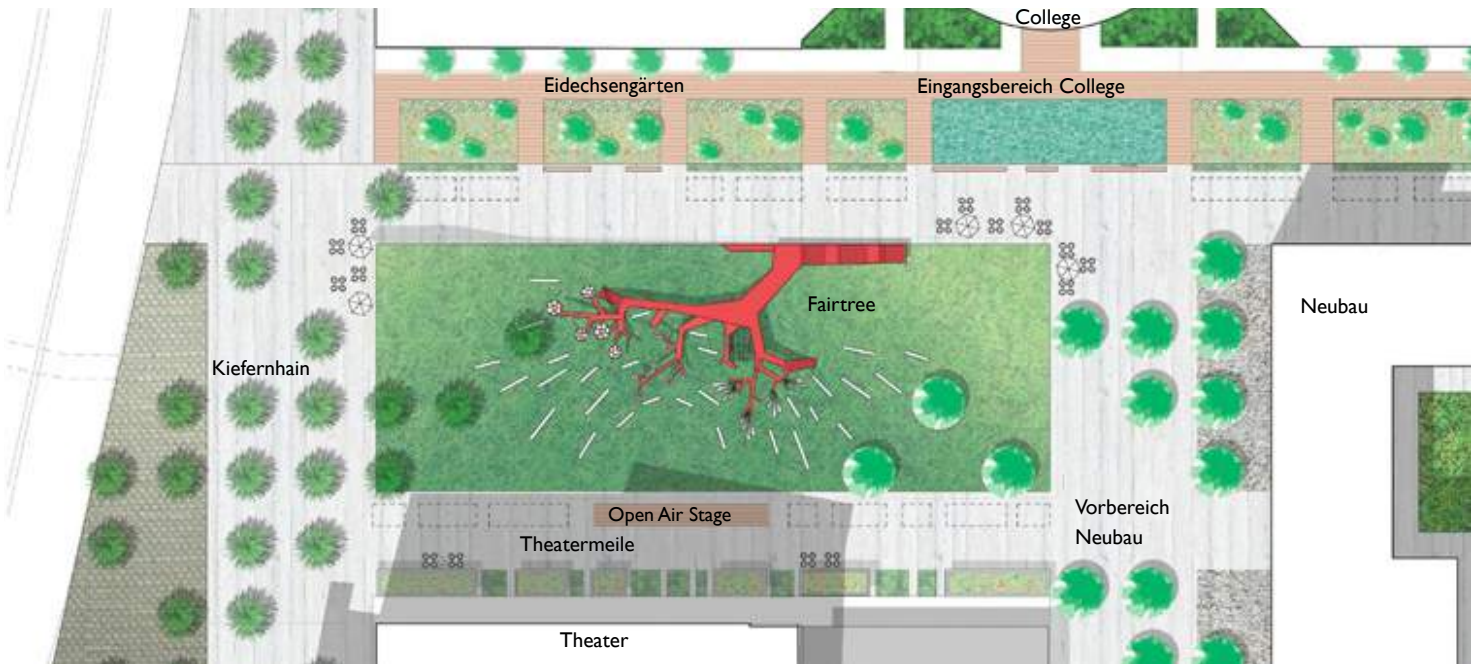 College
Eidechsengärten
Eingangsbereich College
Fairtree
Neubau
Kiefernhain
Open Air Stage
Vorbereich
Neubau
Theatermeile
Theater